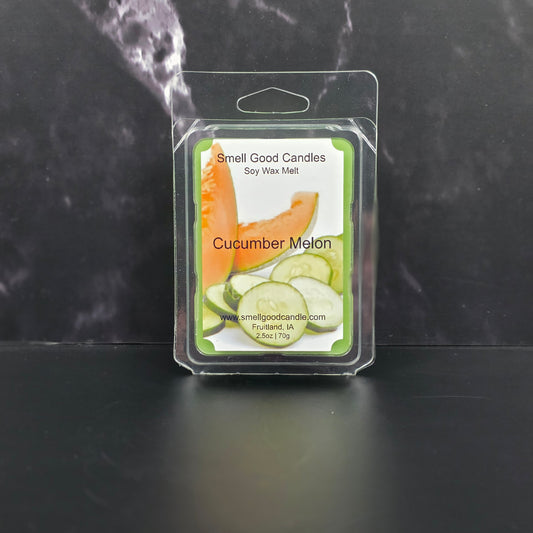 Smell Good Candles
Soy Wax Melt
Cucumber Melon
www.smellgoodcandle.com
Fruitland, IA
2.5oz | 70g